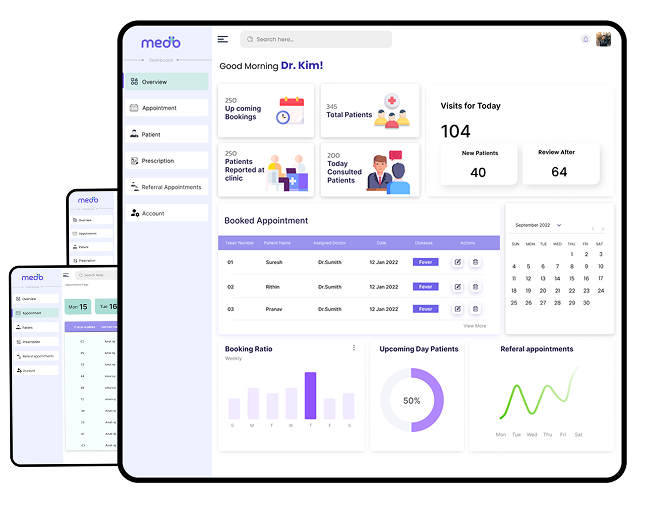 medb
Dashboard
Overview
Appointment
Patient
Prescription
Referral Appointments
Account
Search here...
Good Morning Dr. Kim!
250
Up coming
Bookings
345
Total Patients
250
Patients
Reported at
clinic
200
Today
Consulted
Patients
Visits for Today
104
New Patients
40
Review After
64
Booked Appointment
Token Number Patient Name Assigned Doctor Date Diseases Actions
01 Suresh Dr.Sumith 12 Jan 2022 Fever
02 Rithin Dr.Sumith 12 Jan 2022 Fever
03 Pranav Dr.Sumith 12 Jan 2022 Fever
View More
September 2022
SUN MON TUE WED THU FRI SAT
1 2 3
4 5 6 7 8 9 10
11 12 13 14 15 16 17
18 19 20 21 22 23 24
25 26 27 28 29 30
Booking Ratio
Weekly
S M T W T F S
Upcoming Day Patients
50%
Referal appointments
Mon Tue Wed Thu Fri Sat
medb
Overview
Appointment
Patient
Prescription
medb
Overview
Appointment
Patient
Prescription
Referral appointments
Account
Search here
Appointment Page
Mon 15 Tue 16